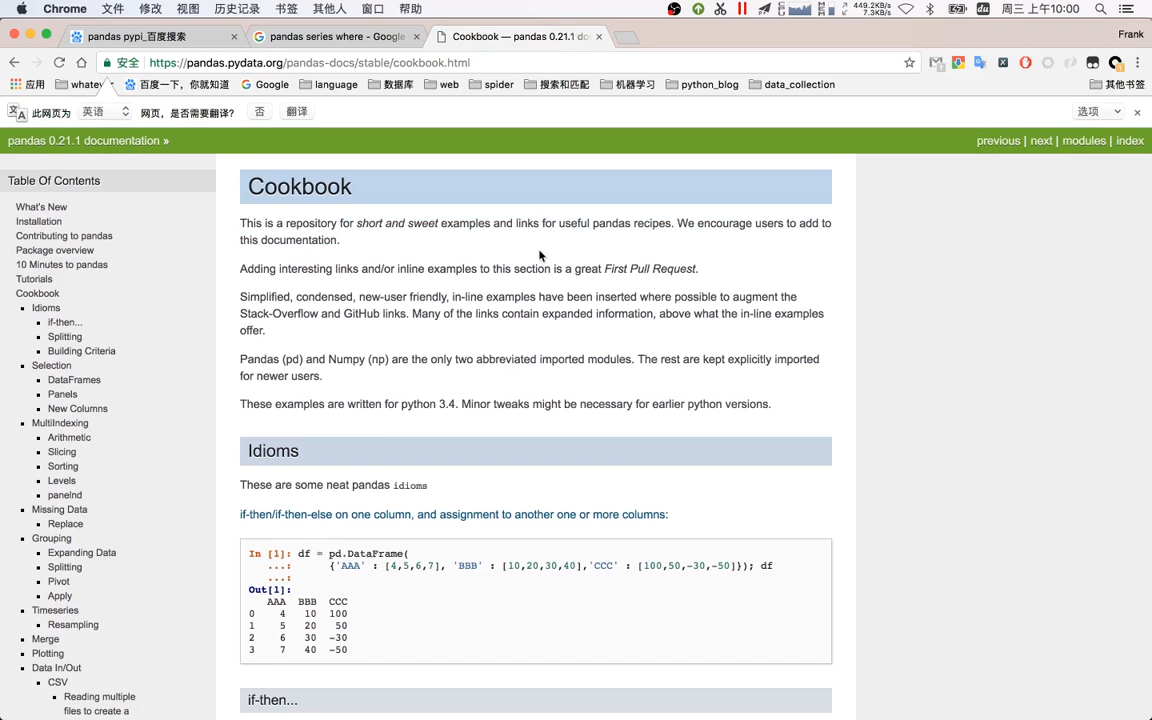 Chrome 文件 修改 视图 历史记录 书签 其他人 窗口 帮助 449.2KB/s 7.3KB/s 周三 上午10:00
pandas pypi_百度搜索 pandas series where - Google Cookbook — pandas 0.21.1 doc Frank
安全 https://pandas.pydata.org/pandas-docs/stable/cookbook.html
应用 whatev 百度一下，你就知道 Google language 数据库 web spider 搜索和匹配 机器学习 python_blog data_collection 其他书签
此网页为 英语 网页，是否需要翻译？ 否 翻译 选项
pandas 0.21.1 documentation » previous | next | modules | index
Table Of Contents
What's New
Installation
Contributing to pandas
Package overview
10 Minutes to pandas
Tutorials
Cookbook
Idioms
if-then...
Splitting
Building Criteria
Selection
DataFrames
Panels
New Columns
MultiIndexing
Arithmetic
Slicing
Sorting
Levels
panelnd
Missing Data
Replace
Grouping
Expanding Data
Splitting
Pivot
Apply
Timeseries
Resampling
Merge
Plotting
Data In/Out
CSV
Reading multiple
files to create a
Cookbook
This is a repository for short and sweet examples and links for useful pandas recipes. We encourage users to add to
this documentation.
Adding interesting links and/or inline examples to this section is a great First Pull Request.
Simplified, condensed, new-user friendly, in-line examples have been inserted where possible to augment the
Stack-Overflow and GitHub links. Many of the links contain expanded information, above what the in-line examples
offer.
Pandas (pd) and Numpy (np) are the only two abbreviated imported modules. The rest are kept explicitly imported
for newer users.
These examples are written for python 3.4. Minor tweaks might be necessary for earlier python versions.
Idioms
These are some neat pandas idioms
if-then/if-then-else on one column, and assignment to another one or more columns:
In [1]: df = pd.DataFrame(
...: {'AAA' : [4,5,6,7], 'BBB' : [10,20,30,40],'CCC' : [100,50,-30,-50]}); df
...:
Out[1]:
AAA BBB CCC
0 4 10 100
1 5 20 50
2 6 30 -30
3 7 40 -50
if-then...